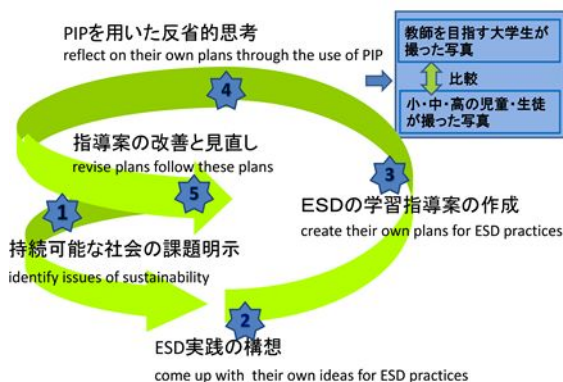 PIPを用いた反省的思考
reflect on their own plans through the use of PIP
教師を目指す大学生が
撮った写真
比較
小・中・高の児童・生徒
が撮った写真
4
指導案の改善と見直し
revise plans follow these plans
5
3
1
ESDの学習指導案の作成
create their own plans for ESD practices
持続可能な社会の課題明示
identify issues of sustainability
2
ESD実践の構想
come up with their own ideas for ESD practices